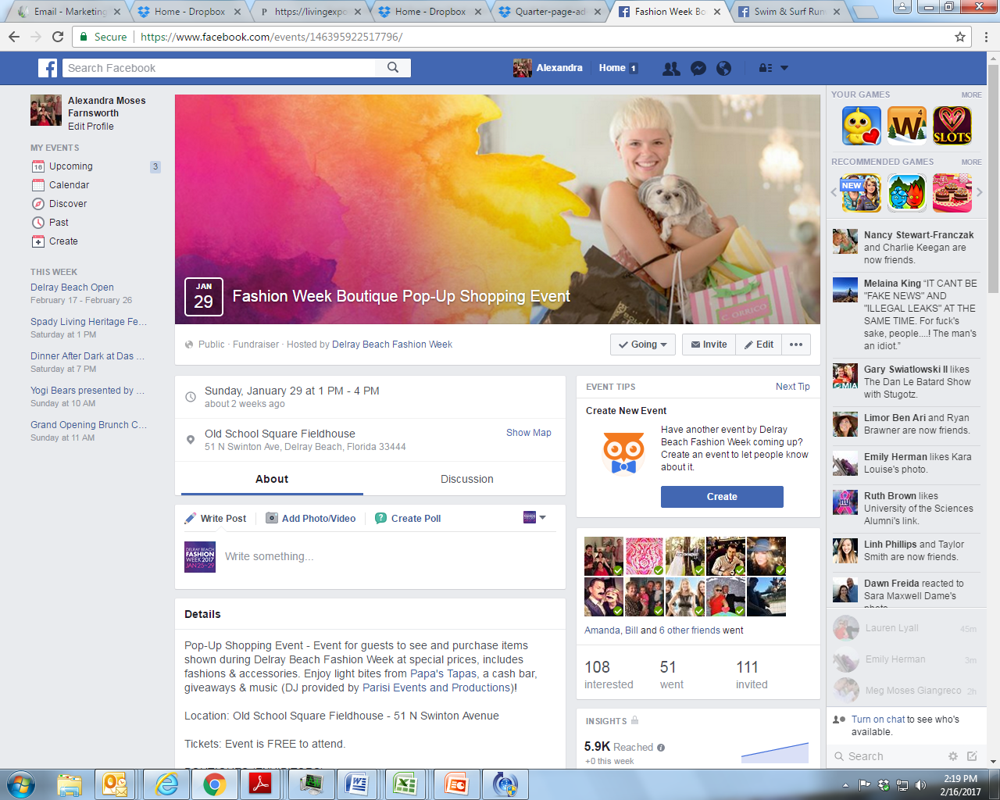 Email - Marketing
Home - Dropbox
https://livingexpo
Home - Dropbox
Quarter-page-ad
Fashion Week Bo
Swim & Surf Run
Secure https://www.facebook.com/events/146395922517796/
Search Facebook
Alexandra
Home 1
Alexandra Moses
Farnsworth
Edit Profile
MY EVENTS
16 Upcoming 3
Calendar
Discover
Past
Create
THIS WEEK
Delray Beach Open
February 17 - February 26
Spady Living Heritage Fe...
Saturday at 1 PM
Dinner After Dark at Das ...
Saturday at 7 PM
Yogi Bears presented by ...
Sunday at 10 AM
Grand Opening Brunch C...
Sunday at 11 AM
JAN
29
Fashion Week Boutique Pop-Up Shopping Event
C. ORRICO
Public · Fundraiser · Hosted by Delray Beach Fashion Week
Going
Invite
Edit
Sunday, January 29 at 1 PM - 4 PM
about 2 weeks ago
Old School Square Fieldhouse
51 N Swinton Ave, Delray Beach, Florida 33444
Show Map
About
Discussion
Write Post
Add Photo/Video
Create Poll
DELRAY BEACH
FASHION
WEEK 2017
JAN 25-29
Write something...
Details
Pop-Up Shopping Event - Event for guests to see and purchase items
shown during Delray Beach Fashion Week at special prices, includes
fashions & accessories. Enjoy light bites from Papa's Tapas, a cash bar,
giveaways & music (DJ provided by Parisi Events and Productions)!
Location: Old School Square Fieldhouse - 51 N Swinton Avenue
Tickets: Event is FREE to attend.
EVENT TIPS
Next Tip
Create New Event
Have another event by Delray
Beach Fashion Week coming up?
Create an event to let people know
about it.
Create
Amanda, Bill and 6 other friends went
108 51 111
interested went invited
INSIGHTS
5.9K Reached
+0 this week
YOUR GAMES MORE
W 4
SLOTS
RECOMMENDED GAMES MORE
NEW
Nancy Stewart-Franczak
and Charlie Keegan are
now friends.
Melaina King “IT CANT BE
"FAKE NEWS" AND
"ILLEGAL LEAKS" AT
THE SAME TIME. For fuck's
sake, people....! The man's
an idiot.”
Gary Swiatlowski II likes
The Dan Le Batard Show
with Stugotz.
Limor Ben Ari and Ryan
Brawner are now friends.
Emily Herman likes Kara
Louise's photo.
Ruth Brown likes
University of the Sciences
Alumni's link.
Linh Phillips and Taylor
Smith are now friends.
Dawn Freida reacted to
Sara Maxwell Dame's
Lauren Lyall 45m
Emily Herman 3m
Meg Moses Giangreco 2h
Turn on chat to see who's
available.
Search
2:19 PM
2/16/2017